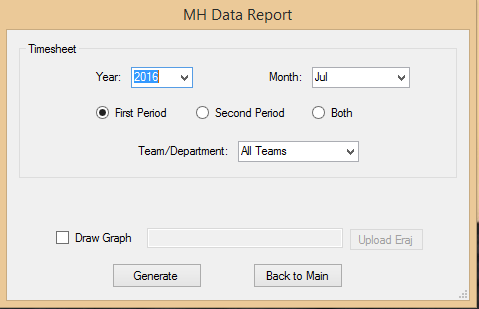 MH Data Report
Timesheet
Year: 2016 Month: Jul
First Period Second Period Both
Team/Department: All Teams
Draw Graph Upload Eraj
Generate Back to Main